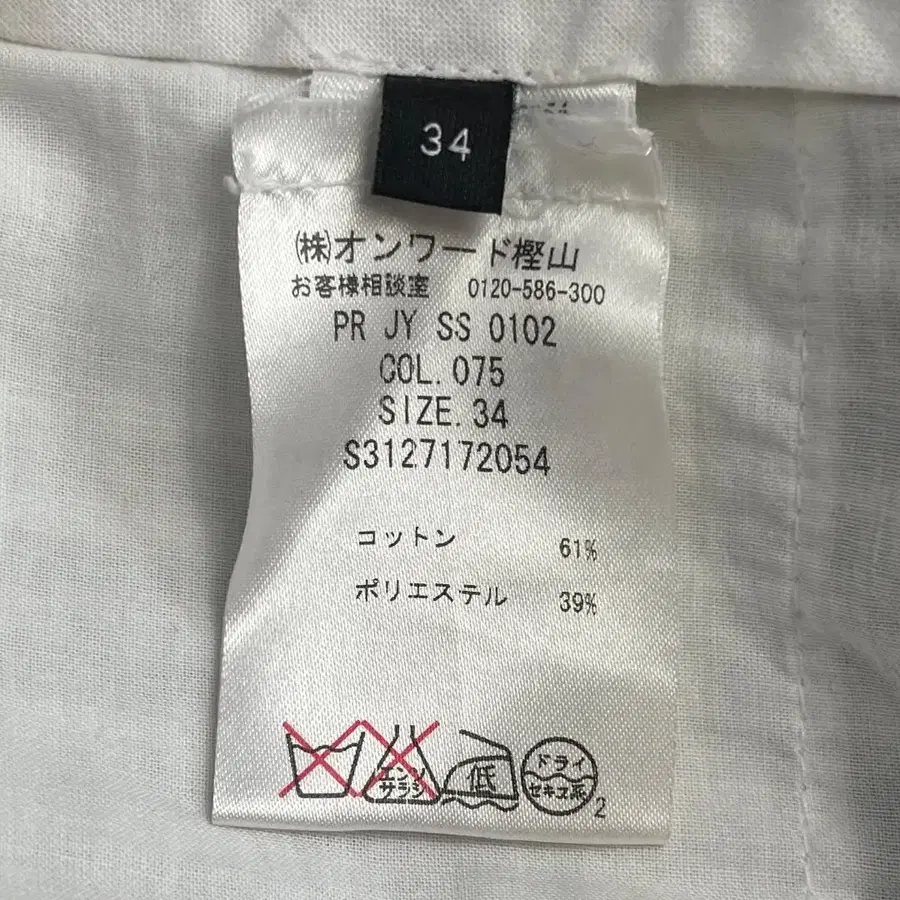 34
㈱オンワード樫山
お客様相談室 0120-586-300
PR JY SS 0102
COL. 075
SIZE. 34
S3127172054
コットン 61%
ポリエステル 39%
エンソ
サラシ
低
ドライ
セキユ系
2